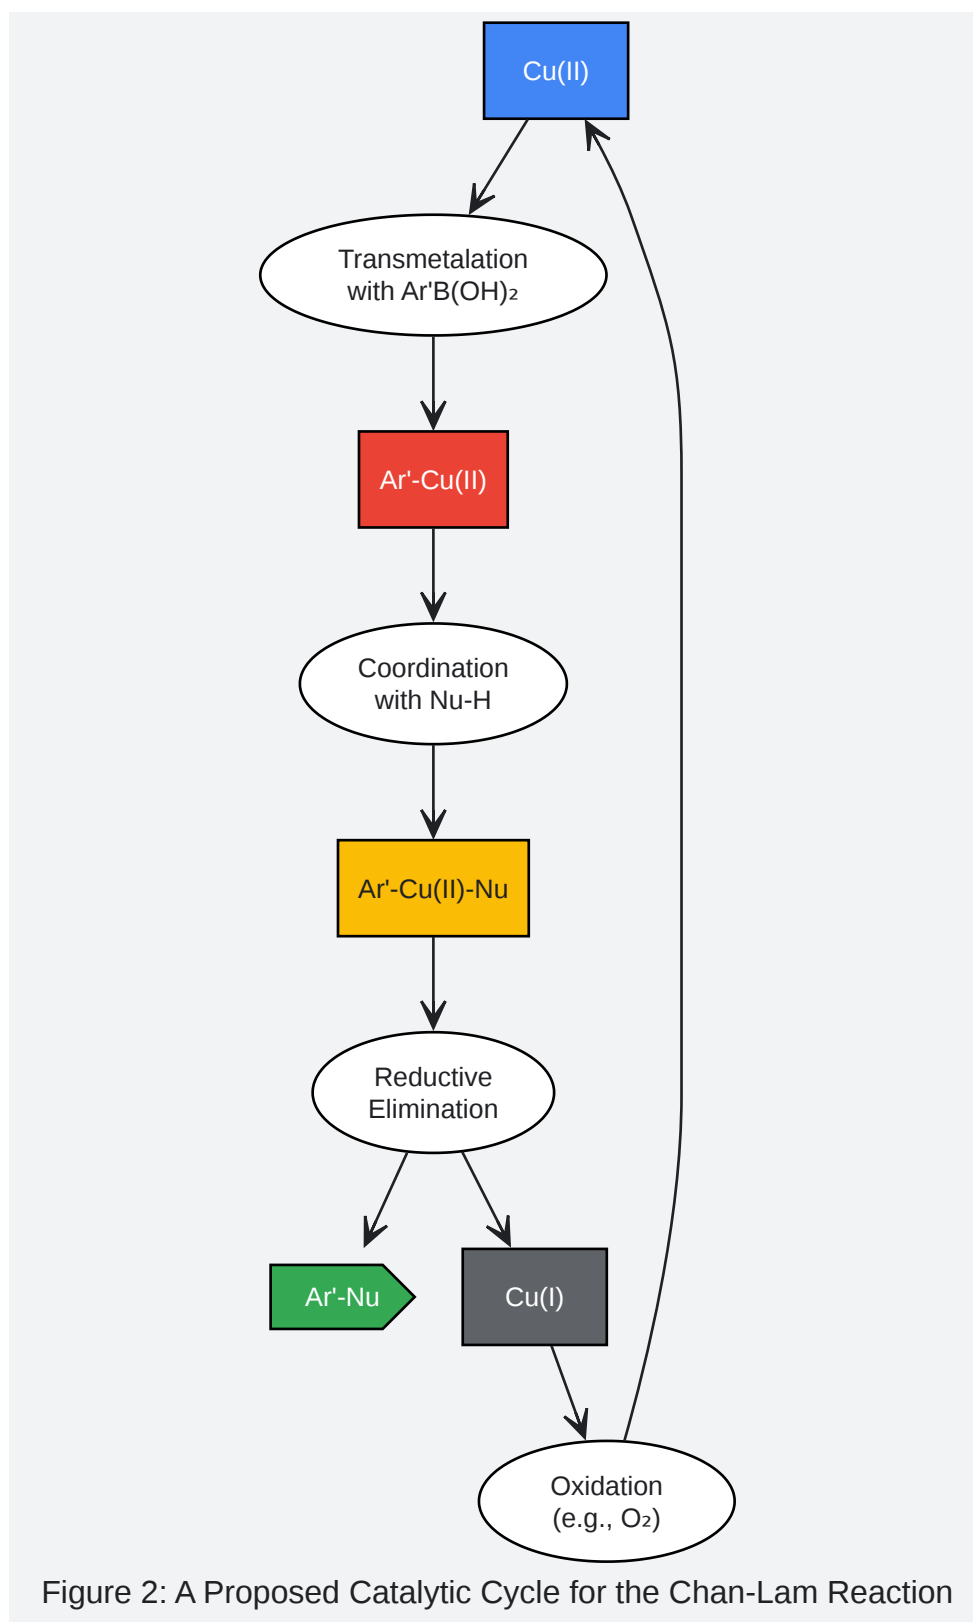 Cu(II)
Transmetalation
with Ar'B(OH)₂
Ar'-Cu(II)
Coordination
with Nu-H
Ar'-Cu(II)-Nu
Reductive
Elimination
Ar'-Nu
Cu(I)
Oxidation
(e.g., O₂)
Figure 2: A Proposed Catalytic Cycle for the Chan-Lam Reaction